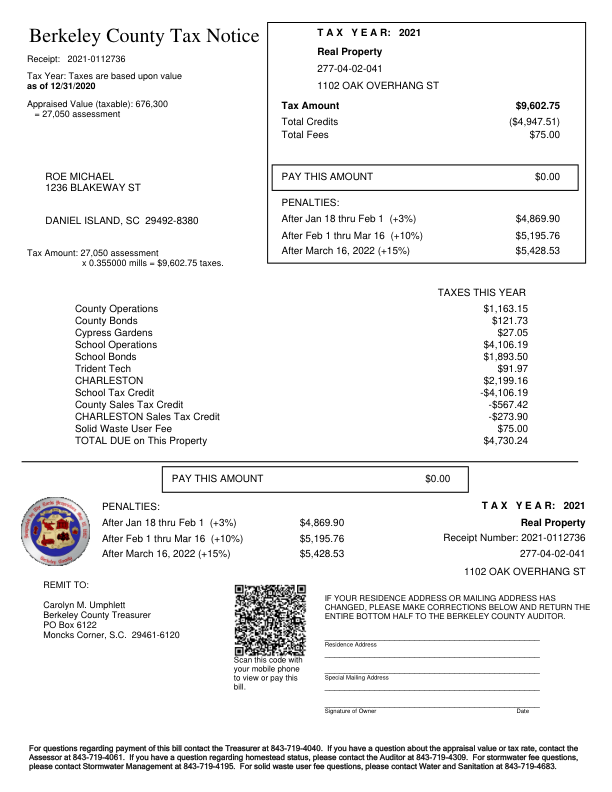 Berkeley County Tax Notice
Receipt: 2021-0112736
Tax Year: Taxes are based upon value
as of 12/31/2020
Appraised Value (taxable): 676,300
= 27,050 assessment
ROE MICHAEL
1236 BLAKEWAY ST
DANIEL ISLAND, SC 29492-8380
Tax Amount: 27,050 assessment
x 0.355000 mills = $9,602.75 taxes.
TAX YEAR: 2021
Real Property
277-04-02-041
1102 OAK OVERHANG ST
Tax Amount $9,602.75
Total Credits ($4,947.51)
Total Fees $75.00
PAY THIS AMOUNT $0.00
PENALTIES:
After Jan 18 thru Feb 1 (+3%) $4,869.90
After Feb 1 thru Mar 16 (+10%) $5,195.76
After March 16, 2022 (+15%) $5,428.53
TAXES THIS YEAR
County Operations $1,163.15
County Bonds $121.73
Cypress Gardens $27.05
School Operations $4,106.19
School Bonds $1,893.50
Trident Tech $91.97
CHARLESTON $2,199.16
School Tax Credit -$4,106.19
County Sales Tax Credit -$567.42
CHARLESTON Sales Tax Credit -$273.90
Solid Waste User Fee $75.00
TOTAL DUE on This Property $4,730.24
PAY THIS AMOUNT $0.00
PENALTIES:
After Jan 18 thru Feb 1 (+3%) $4,869.90
After Feb 1 thru Mar 16 (+10%) $5,195.76
After March 16, 2022 (+15%) $5,428.53
TAX YEAR: 2021
Real Property
Receipt Number: 2021-0112736
277-04-02-041
1102 OAK OVERHANG ST
REMIT TO:
Carolyn M. Umphlett
Berkeley County Treasurer
PO Box 6122
Moncks Corner, S.C. 29461-6120
Scan this code with
your mobile phone
to view or pay this
bill.
IF YOUR RESIDENCE ADDRESS OR MAILING ADDRESS HAS
CHANGED, PLEASE MAKE CORRECTIONS BELOW AND RETURN THE
ENTIRE BOTTOM HALF TO THE BERKELEY COUNTY AUDITOR.
Residence Address
Special Mailing Address
Signature of Owner Date
For questions regarding payment of this bill contact the Treasurer at 843-719-4040. If you have a question about the appraisal value or tax rate, contact the
Assessor at 843-719-4061. If you have a question regarding homestead status, please contact the Auditor at 843-719-4309. For stormwater fee questions,
please contact Stormwater Management at 843-719-4195. For solid waste user fee questions, please contact Water and Sanitation at 843-719-4683.